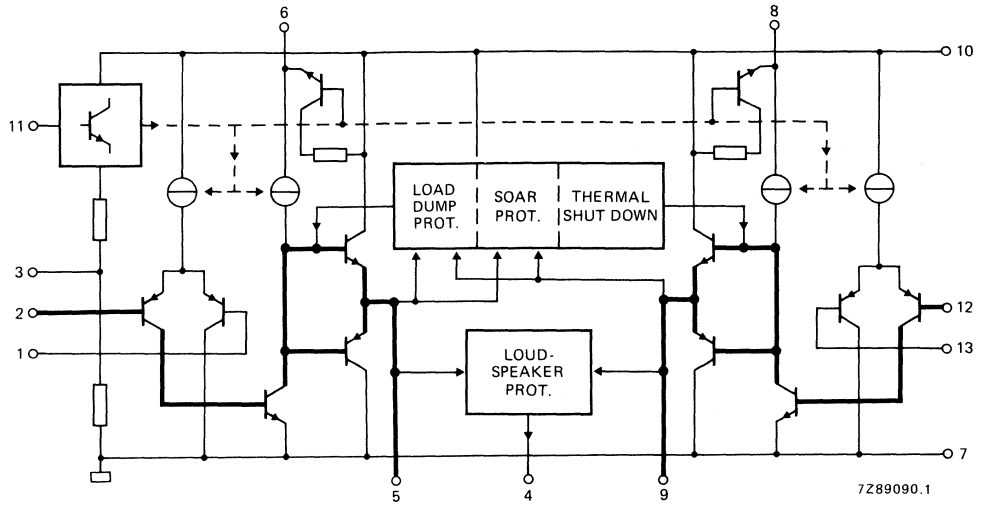 6
8
10
11
LOAD
DUMP
PROT.
SOAR
PROT.
THERMAL
SHUT DOWN
3
2
12
1
13
LOUD-
SPEAKER
PROT.
7
5
4
9
7Z89090.1